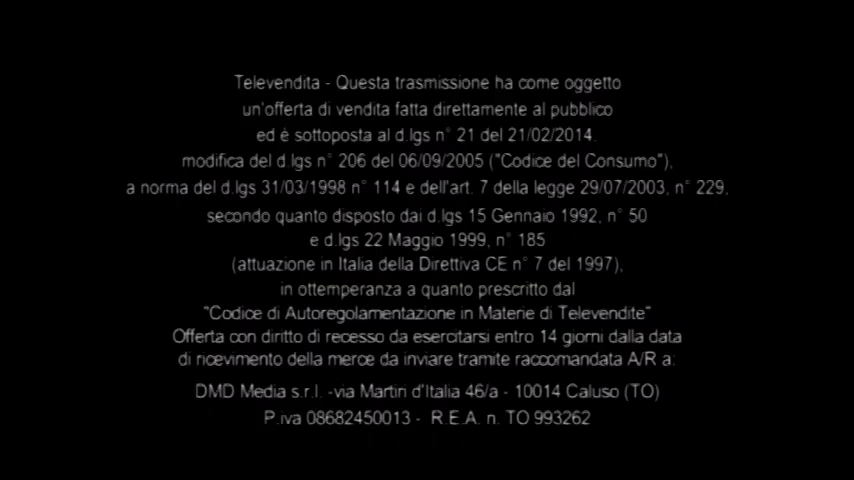 Televendita - Questa trasmissione ha come oggetto
un'offerta di vendita fatta direttamente al pubblico
ed è sottoposta al d.lgs n° 21 del 21/02/2014.
modifica del d.lgs n° 206 del 06/09/2005 ("Codice del Consumo"),
a norma del d.lgs 31/03/1998 n° 114 e dell'art. 7 della legge 29/07/2003, n° 229,
secondo quanto disposto dai d.lgs 15 Gennaio 1992, n° 50
e d.lgs 22 Maggio 1999, n° 185
(attuazione in Italia della Direttiva CE n° 7 del 1997),
in ottemperanza a quanto prescritto dal
"Codice di Autoregolamentazione in Materie di Televendite"
Offerta con diritto di recesso da esercitarsi entro 14 giorni dalla data
di ricevimento della merce da inviare tramite raccomandata A/R a:
DMD Media s.r.l. -via Martiri d'Italia 46/a - 10014 Caluso (TO)
P.iva 08682450013 - R.E.A. n. TO 993262